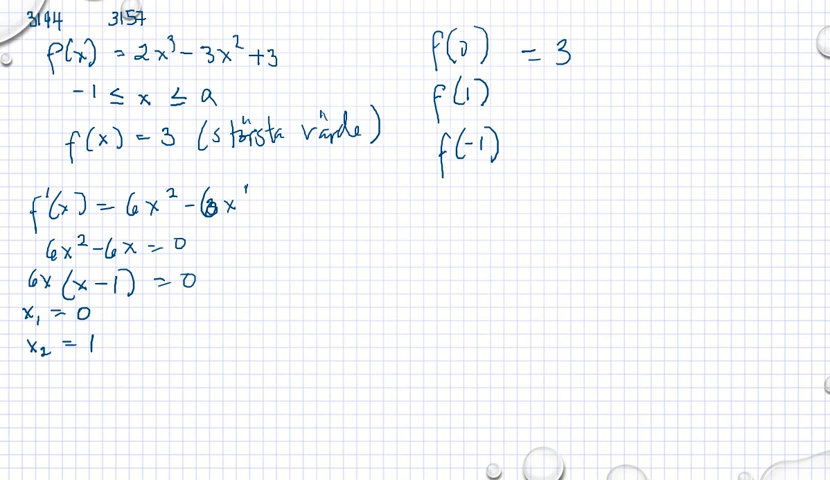 3144 3157
f(x) = 2x³ - 3x² + 3
-1 ≤ x ≤ a
f(x) = 3 (största värde)
f'(x) = 6x² - 6x¹
6x² - 6x = 0
6x(x - 1) = 0
x₁ = 0
x₂ = 1
f(0) = 3
f(1)
f(-1)